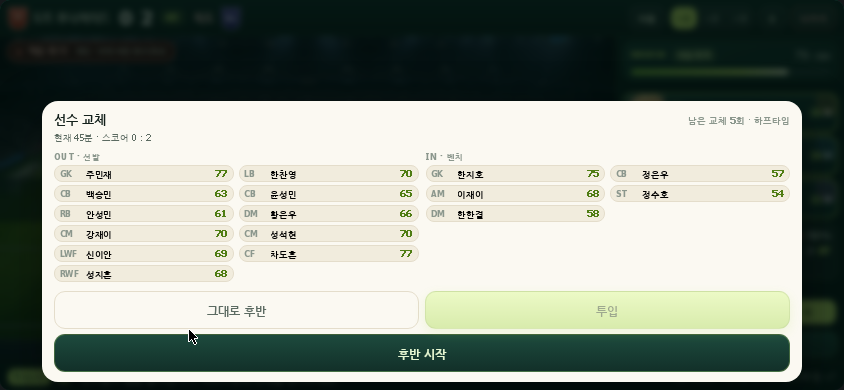 0 2
선수 교체
남은 교체 5회 · 하프타임
현재 45분 · 스코어 0 : 2
OUT · 선발
IN · 벤치
GK 주민재 77
LB 한찬영 70
GK 한지호 75
CB 정은우 57
CB 백승민 63
CB 윤성민 65
AM 이재이 68
ST 정수호 54
RB 안성민 61
DM 황은우 66
DM 한한결 58
CM 강재이 70
CM 성석현 70
LWF 신이안 69
CF 차도흔 77
RWF 성지흔 68
그대로 후반
투입
후반 시작